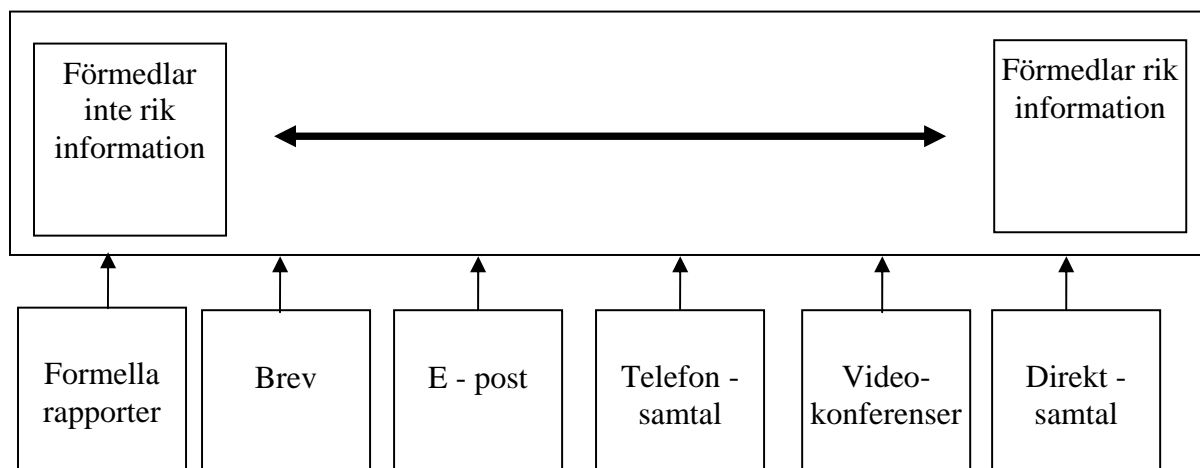 Förmedlar
inte rik
information
Förmedlar rik
information
Formella
rapporter
Brev
E - post
Telefon -
samtal
Video-
konferenser
Direkt -
samtal